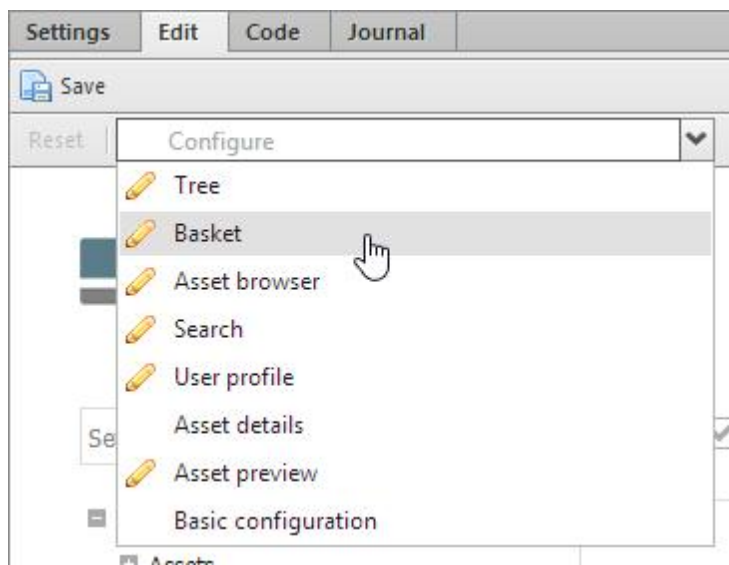 Settings Edit Code Journal
Save
Reset Configure
Tree
Basket
Asset browser
Search
User profile
Asset details
Se
Asset preview
Basic configuration
Assets